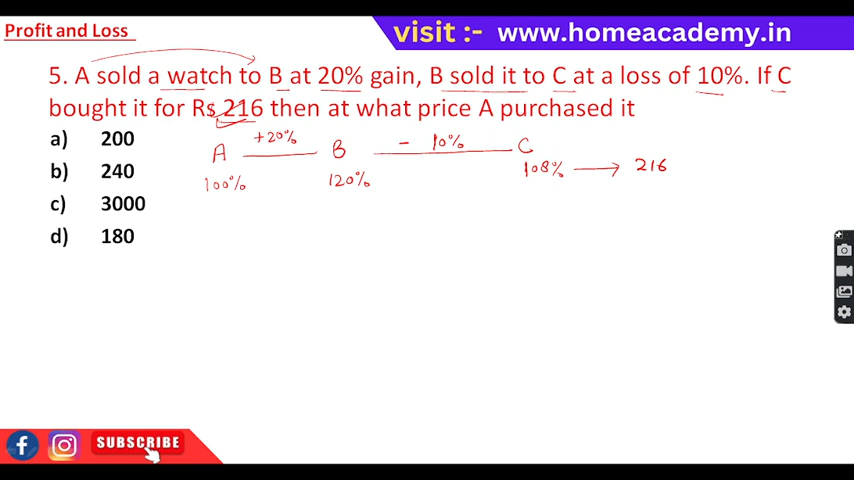 Profit and Loss
visit :- www.homeacademy.in
5. A sold a watch to B at 20% gain, B sold it to C at a loss of 10%. If C
bought it for Rs 216 then at what price A purchased it
a) 200
b) 240
c) 3000
d) 180
A +20% B - 10% C
100% 120% 108% → 216
SUBSCRIBE